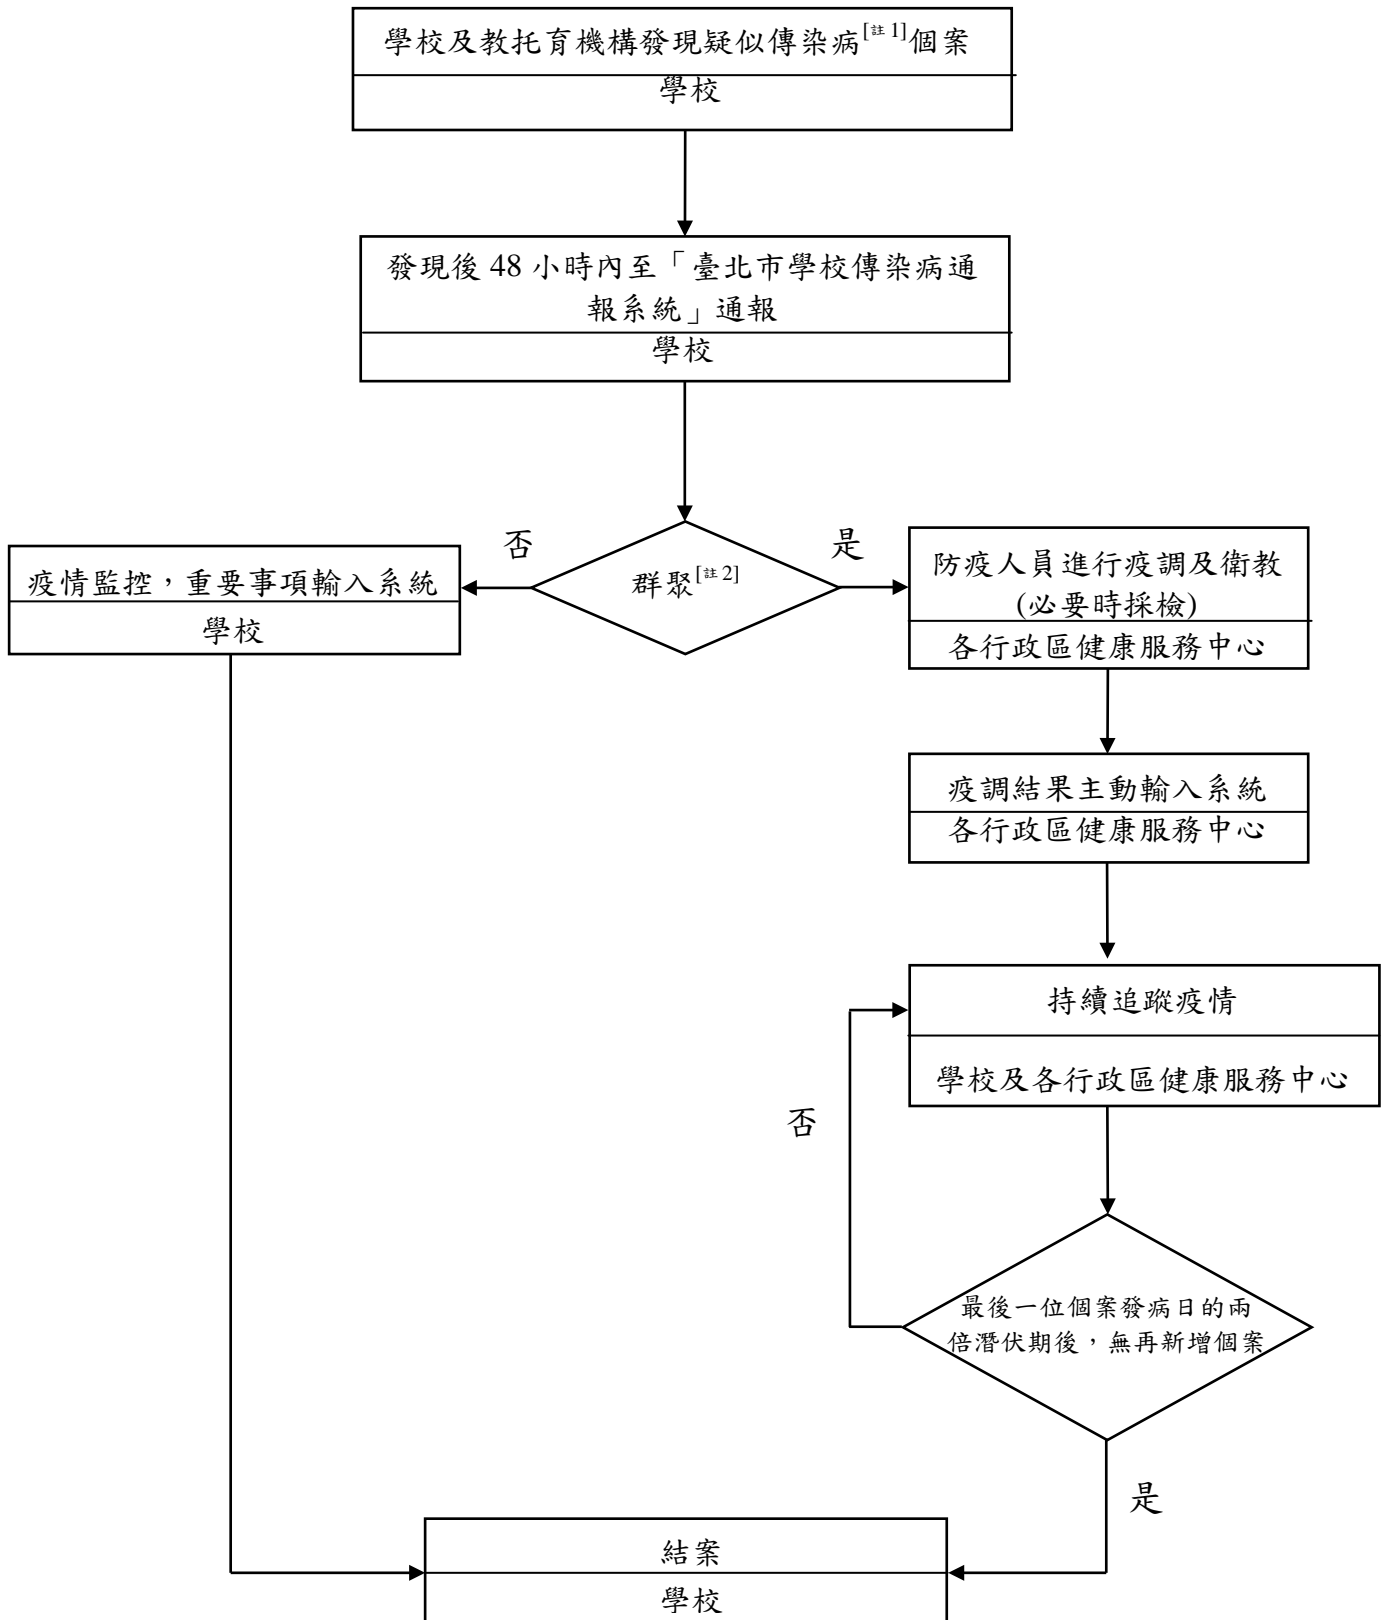 學校及教托育機構發現疑似傳染病[註 1]個案
學校
發現後 48 小時內至「臺北市學校傳染病通
報系統」通報
學校
群聚[註 2]
否
是
疫情監控，重要事項輸入系統
學校
防疫人員進行疫調及衛教
(必要時採檢)
各行政區健康服務中心
疫調結果主動輸入系統
各行政區健康服務中心
持續追蹤疫情
學校及各行政區健康服務中心
否
最後一位個案發病日的兩
倍潛伏期後，無再新增個案
是
結案
學校